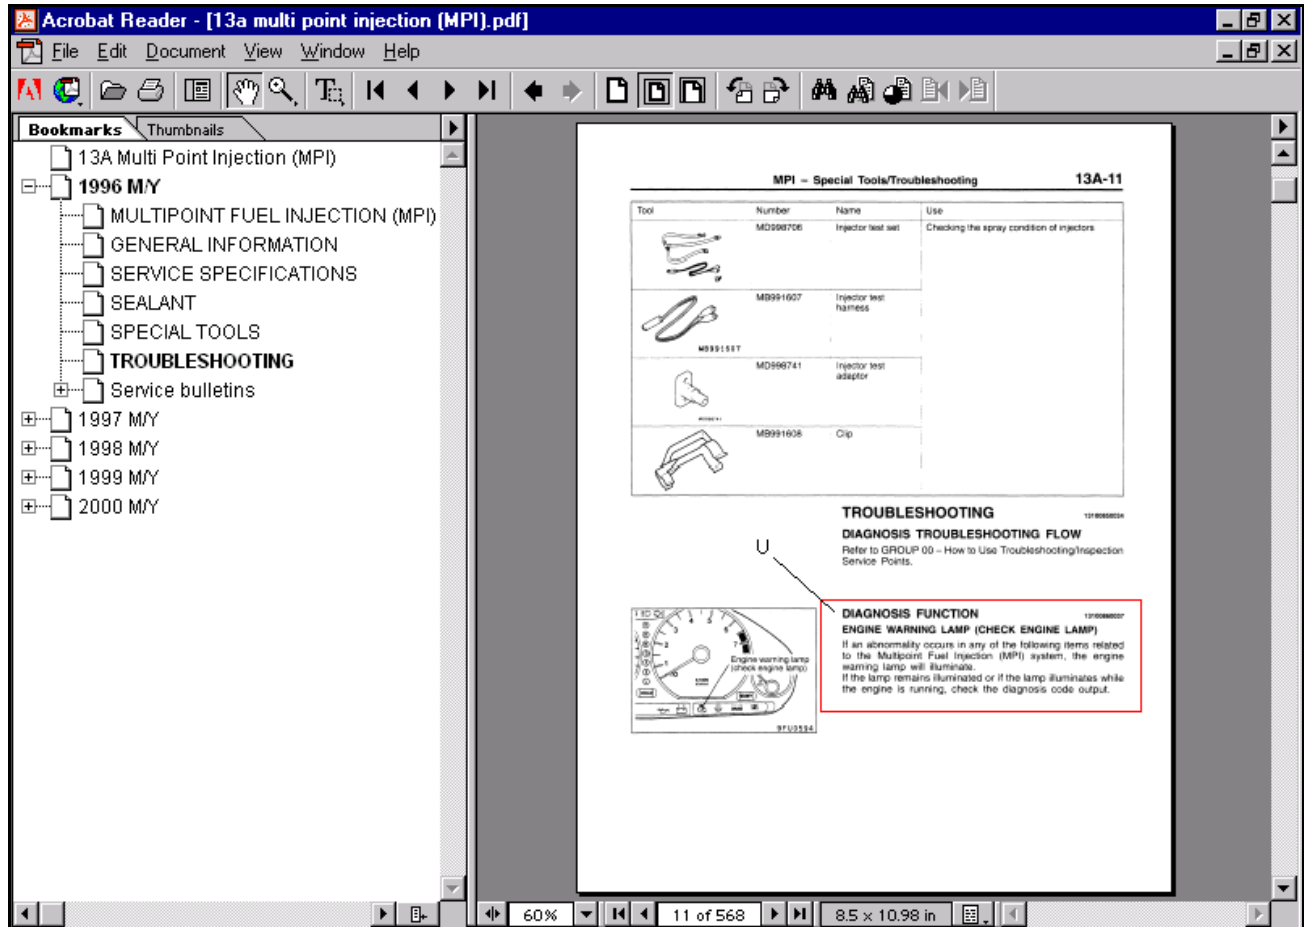 Acrobat Reader - [13a multi point injection (MPI).pdf]
File Edit Document View Window Help
Bookmarks Thumbnails
13A Multi Point Injection (MPI)
1996 M/Y
MULTIPOINT FUEL INJECTION (MPI)
GENERAL INFORMATION
SERVICE SPECIFICATIONS
SEALANT
SPECIAL TOOLS
TROUBLESHOOTING
Service bulletins
1997 M/Y
1998 M/Y
1999 M/Y
2000 M/Y
MPI – Special Tools/Troubleshooting 13A-11
Tool Number Name Use
MD998706 Injector test set Checking the spray condition of injectors
MB991607 Injector test
harness
MB991607
MD998741 Injector test
adaptor
MB991608 Clip
TROUBLESHOOTING
DIAGNOSIS TROUBLESHOOTING FLOW
Refer to GROUP 00 – How to Use Troubleshooting/Inspection
Service Points.
U
DIAGNOSIS FUNCTION
ENGINE WARNING LAMP (CHECK ENGINE LAMP)
If an abnormality occurs in any of the following items related
to the Multipoint Fuel Injection (MPI) system, the engine
warning lamp will illuminate.
If the lamp remains illuminated or if the lamp illuminates while
the engine is running, check the diagnosis code output.
Engine warning lamp
(check engine lamp)
9FU0594
60% 11 of 568 8.5 x 10.98 in